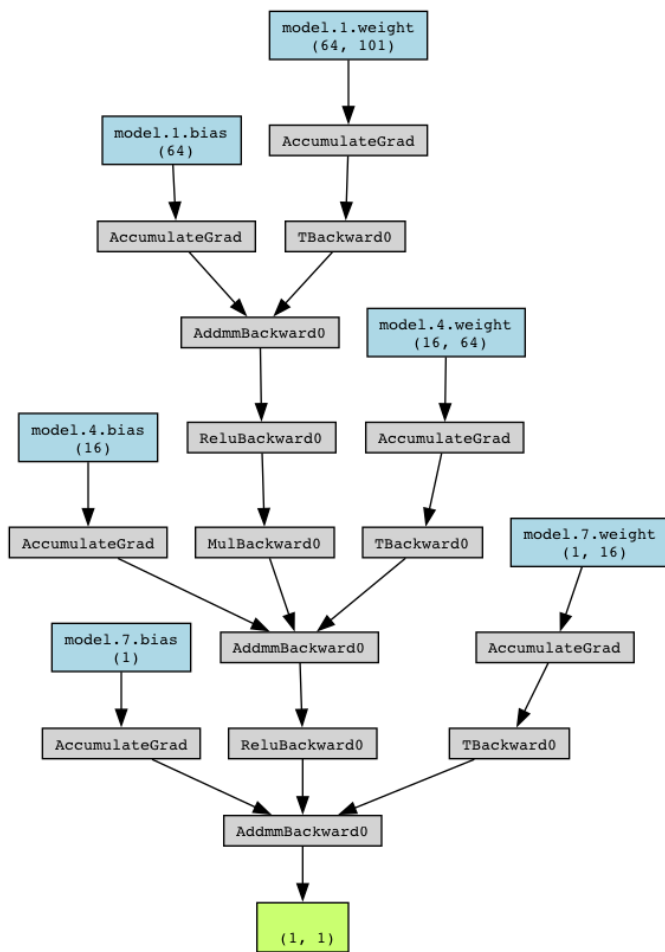 model.1.weight
(64, 101)
model.1.bias
(64)
AccumulateGrad
AccumulateGrad
TBackward0
AddmmBackward0
model.4.weight
(16, 64)
model.4.bias
(16)
ReluBackward0
AccumulateGrad
AccumulateGrad
MulBackward0
TBackward0
model.7.weight
(1, 16)
model.7.bias
(1)
AddmmBackward0
AccumulateGrad
AccumulateGrad
ReluBackward0
TBackward0
AddmmBackward0
(1, 1)